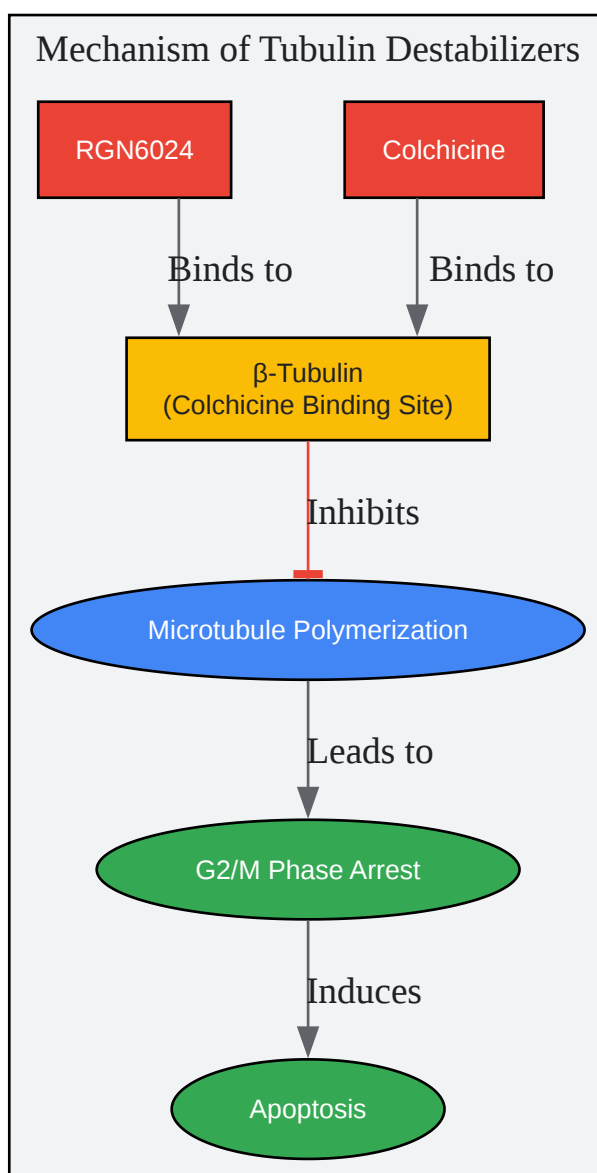 Mechanism of Tubulin Destabilizers
RGN6024
Colchicine
Binds to
Binds to
β-Tubulin
(Colchicine Binding Site)
Inhibits
Microtubule Polymerization
Leads to
G2/M Phase Arrest
Induces
Apoptosis